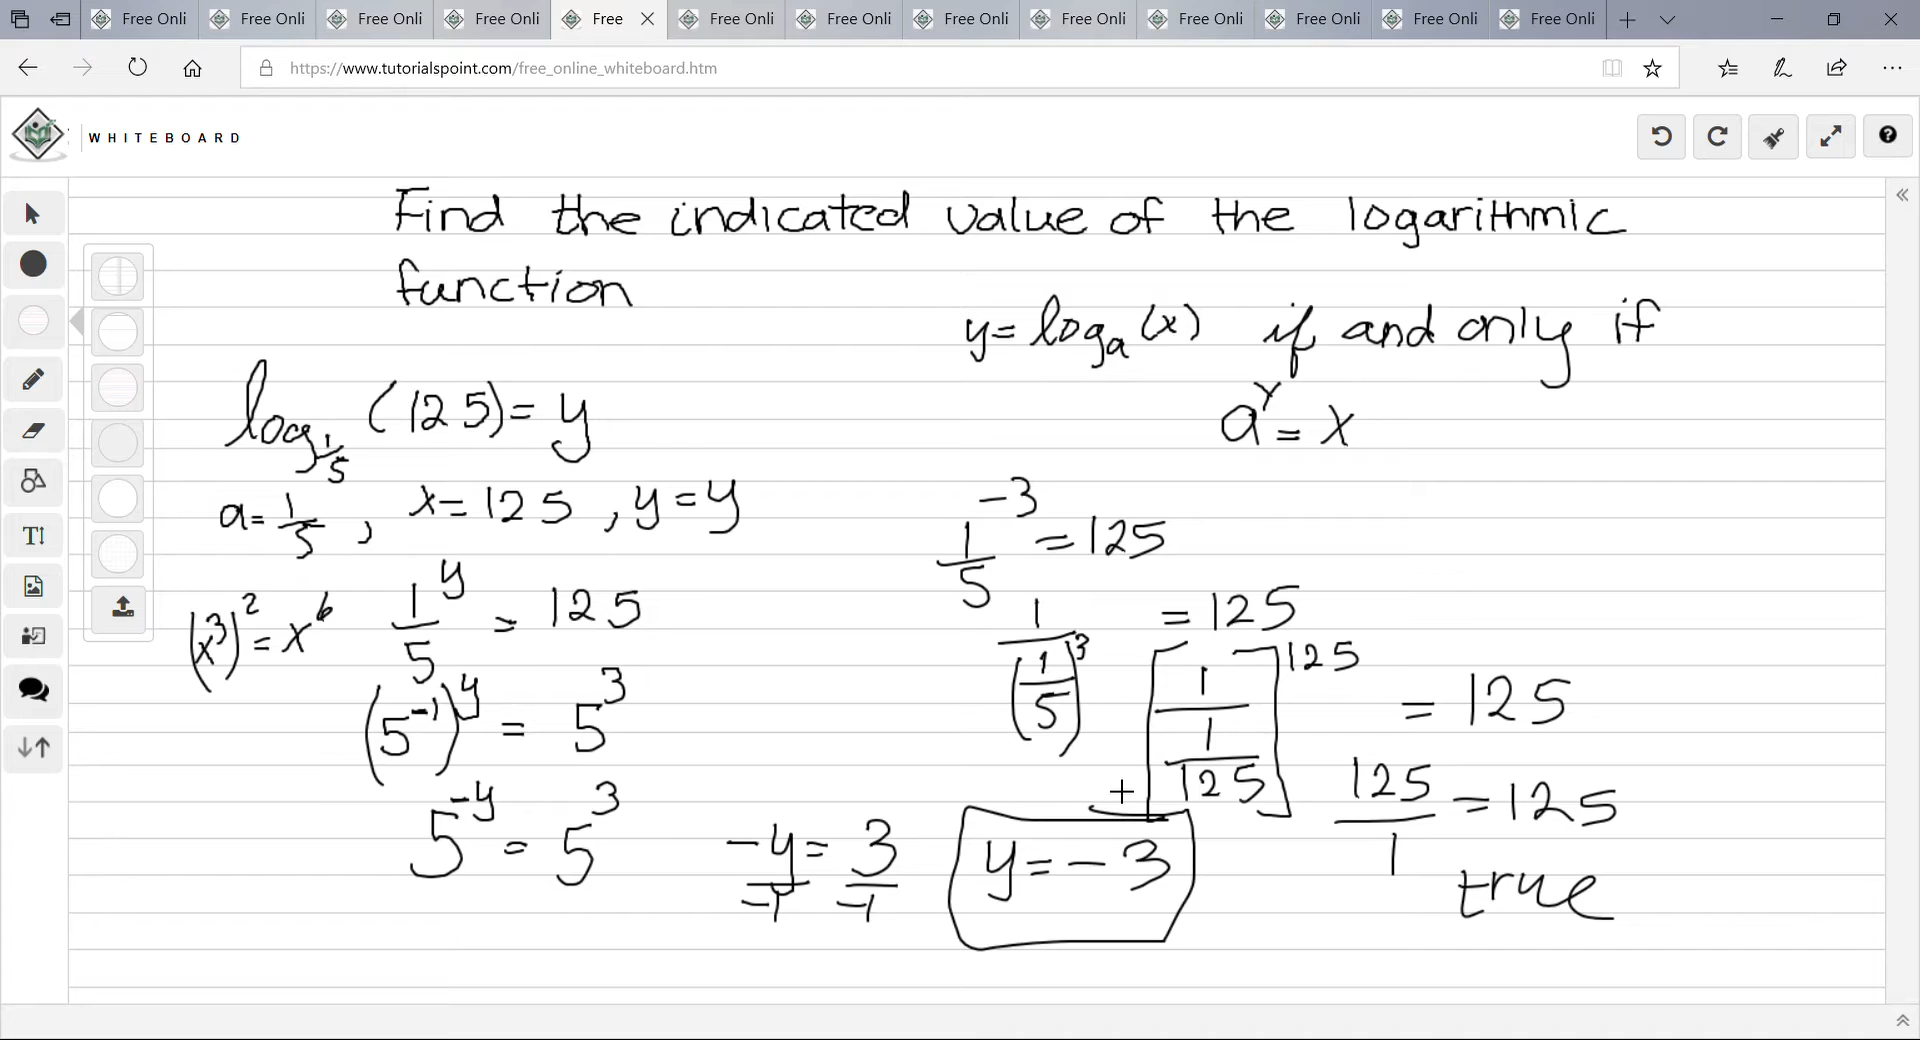 Free Onli Free Onli Free Onli Free Onli Free Free Onli Free Onli Free Onli Free Onli Free Onli Free Onli Free Onli Free Onli
https://www.tutorialspoint.com/free_online_whiteboard.htm
WHITEBOARD
Find the indicated value of the logarithmic
function
y = log_a (x) if and only if
a^y = x
log_1/5 (125) = y
a = 1/5 , x = 125 , y = y
1/5^y = 125
(x^3)^2 = x^6
(5^-1)^y = 5^3
5^-y = 5^3
-y/-1 = 3/-1
y = -3
1/5^-3 = 125
1/(1/5)^3 = 125
[1/(1/125)]^125 = 125
125/1 = 125
true